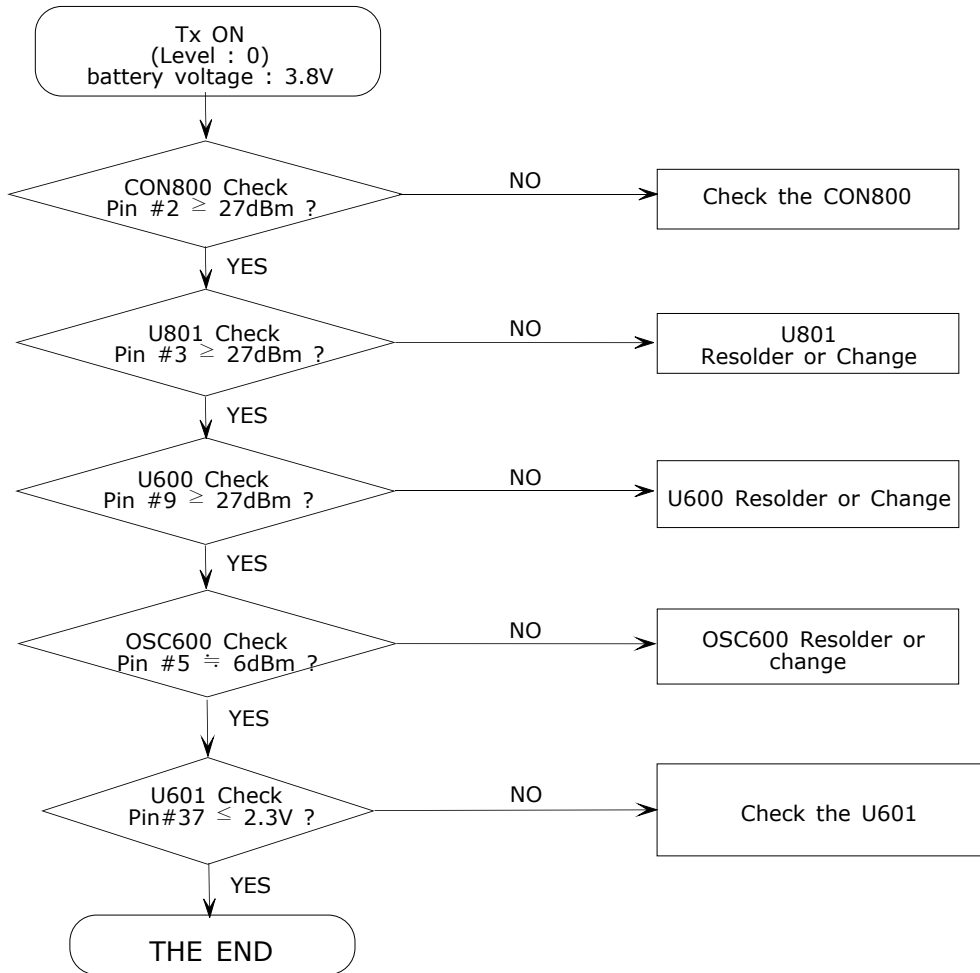 Tx ON
(Level : 0)
battery voltage : 3.8V
CON800 Check
Pin #2 ≥ 27dBm ?
NO
Check the CON800
YES
U801 Check
Pin #3 ≥ 27dBm ?
NO
U801
Resolder or Change
YES
U600 Check
Pin #9 ≥ 27dBm ?
NO
U600 Resolder or Change
YES
OSC600 Check
Pin #5 ≒ 6dBm ?
NO
OSC600 Resolder or
change
YES
U601 Check
Pin#37 ≤ 2.3V ?
NO
Check the U601
YES
THE END